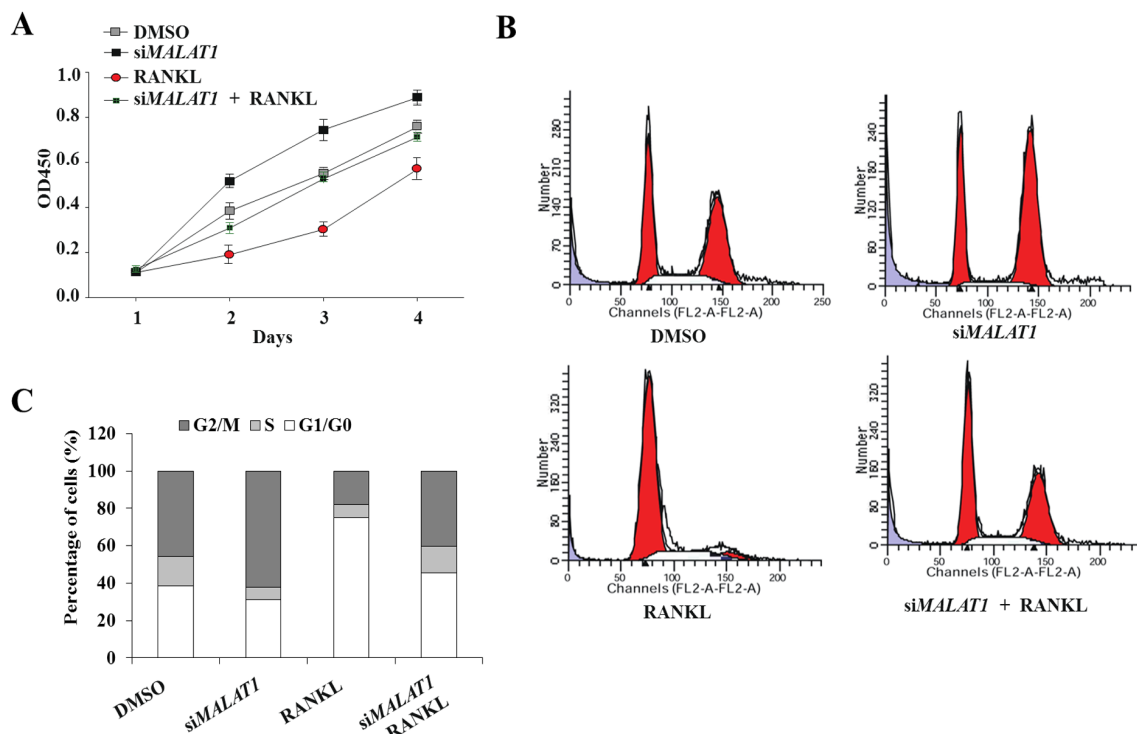 A
DMSO
siMALAT1
RANKL
siMALAT1 + RANKL
1.0
0.8
0.6
0.4
0.2
0.0
OD450
1 2 3 4
Days
B
Number
280
210
140
70
0
0 50 100 150 200 250
Channels (FL2-A-FL2-A)
DMSO
Number
240
180
120
60
0
0 100 200
Channels (FL2-A-FL2-A)
siMALAT1
Number
320
240
160
80
0
0 50 100 150 200
Channels (FL2-A-FL2-A)
RANKL
Number
320
240
160
80
0
0 50 100 150 200
Channels (FL2-A-FL2-A)
siMALAT1 + RANKL
C
G2/M S G1/G0
120
100
80
60
40
20
0
Percentage of cells (%)
DMSO
siMALAT1
RANKL
siMALAT1
RANKL